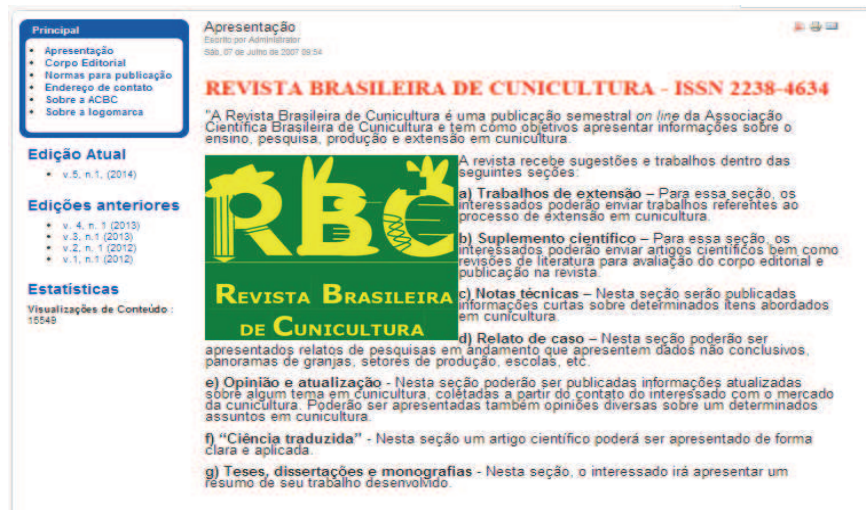 Principal
Apresentação
Corpo Editorial
Normas para publicação
Endereço de contato
Sobre a ACBC
Sobre a logomarca
Edição Atual
v.5, n.1, (2014)
Edições anteriores
v. 4, n. 1 (2013)
v.3, n.1 (2013)
v.2, n. 1 (2012)
v.1, n.1 (2012)
Estatísticas
Visualizações de Conteúdo :
15549
Apresentação
Escrito por Administrator
Sáb, 07 de Julho de 2007 09:54
REVISTA BRASILEIRA DE CUNICULTURA - ISSN 2238-4634
"A Revista Brasileira de Cunicultura é uma publicação semestral on line da Associação
Científica Brasileira de Cunicultura e tem como objetivos apresentar informações sobre o
ensino, pesquisa, produção e extensão em cunicultura.
RBC
REVISTA BRASILEIRA
DE CUNICULTURA
A revista recebe sugestões e trabalhos dentro das
seguintes seções:
a) Trabalhos de extensão – Para essa seção, os
interessados poderão enviar trabalhos referentes ao
processo de extensão em cunicultura.
b) Suplemento científico – Para essa seção, os
interessados poderão enviar artigos científicos bem como
revisões de literatura para avaliação do corpo editorial e
publicação na revista.
c) Notas técnicas – Nesta seção serão publicadas
informações curtas sobre determinados itens abordados
em cunicultura.
d) Relato de caso – Nesta seção poderão ser
apresentados relatos de pesquisas em andamento que apresentem dados não conclusivos,
panoramas de granjas, setores de produção, escolas, etc.
e) Opinião e atualização - Nesta seção poderão ser publicadas informações atualizadas
sobre algum tema em cunicultura, coletadas a partir do contato do interessado com o mercado
da cunicultura. Poderão ser apresentadas também opiniões diversas sobre um determinados
assuntos em cunicultura.
f) “Ciência traduzida” - Nesta seção um artigo científico poderá ser apresentado de forma
clara e aplicada.
g) Teses, dissertações e monografias - Nesta seção, o interessado irá apresentar um
resumo de seu trabalho desenvolvido.